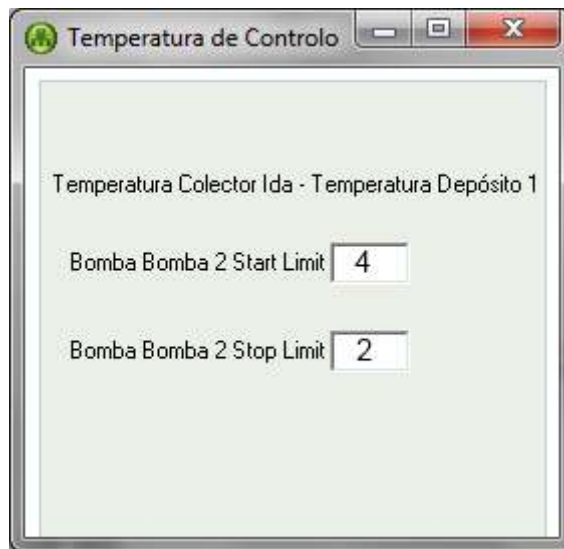 Temperatura de Controlo
Temperatura Colector Ida - Temperatura Depósito 1
Bomba Bomba 2 Start Limit 4
Bomba Bomba 2 Stop Limit 2